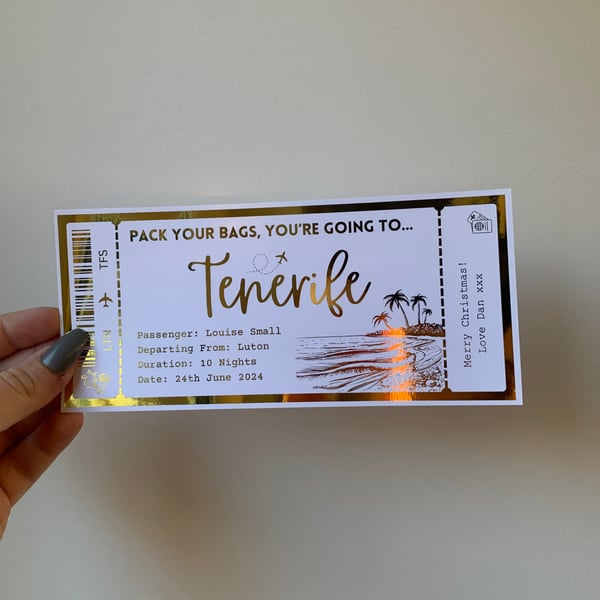 PACK YOUR BAGS, YOU'RE GOING TO...
Tenerife
Passenger: Louise Small
Departing From: Luton
Duration: 10 Nights
Date: 24th June 2024
LTN TFS
Merry Christmas!
Love Dan xxx